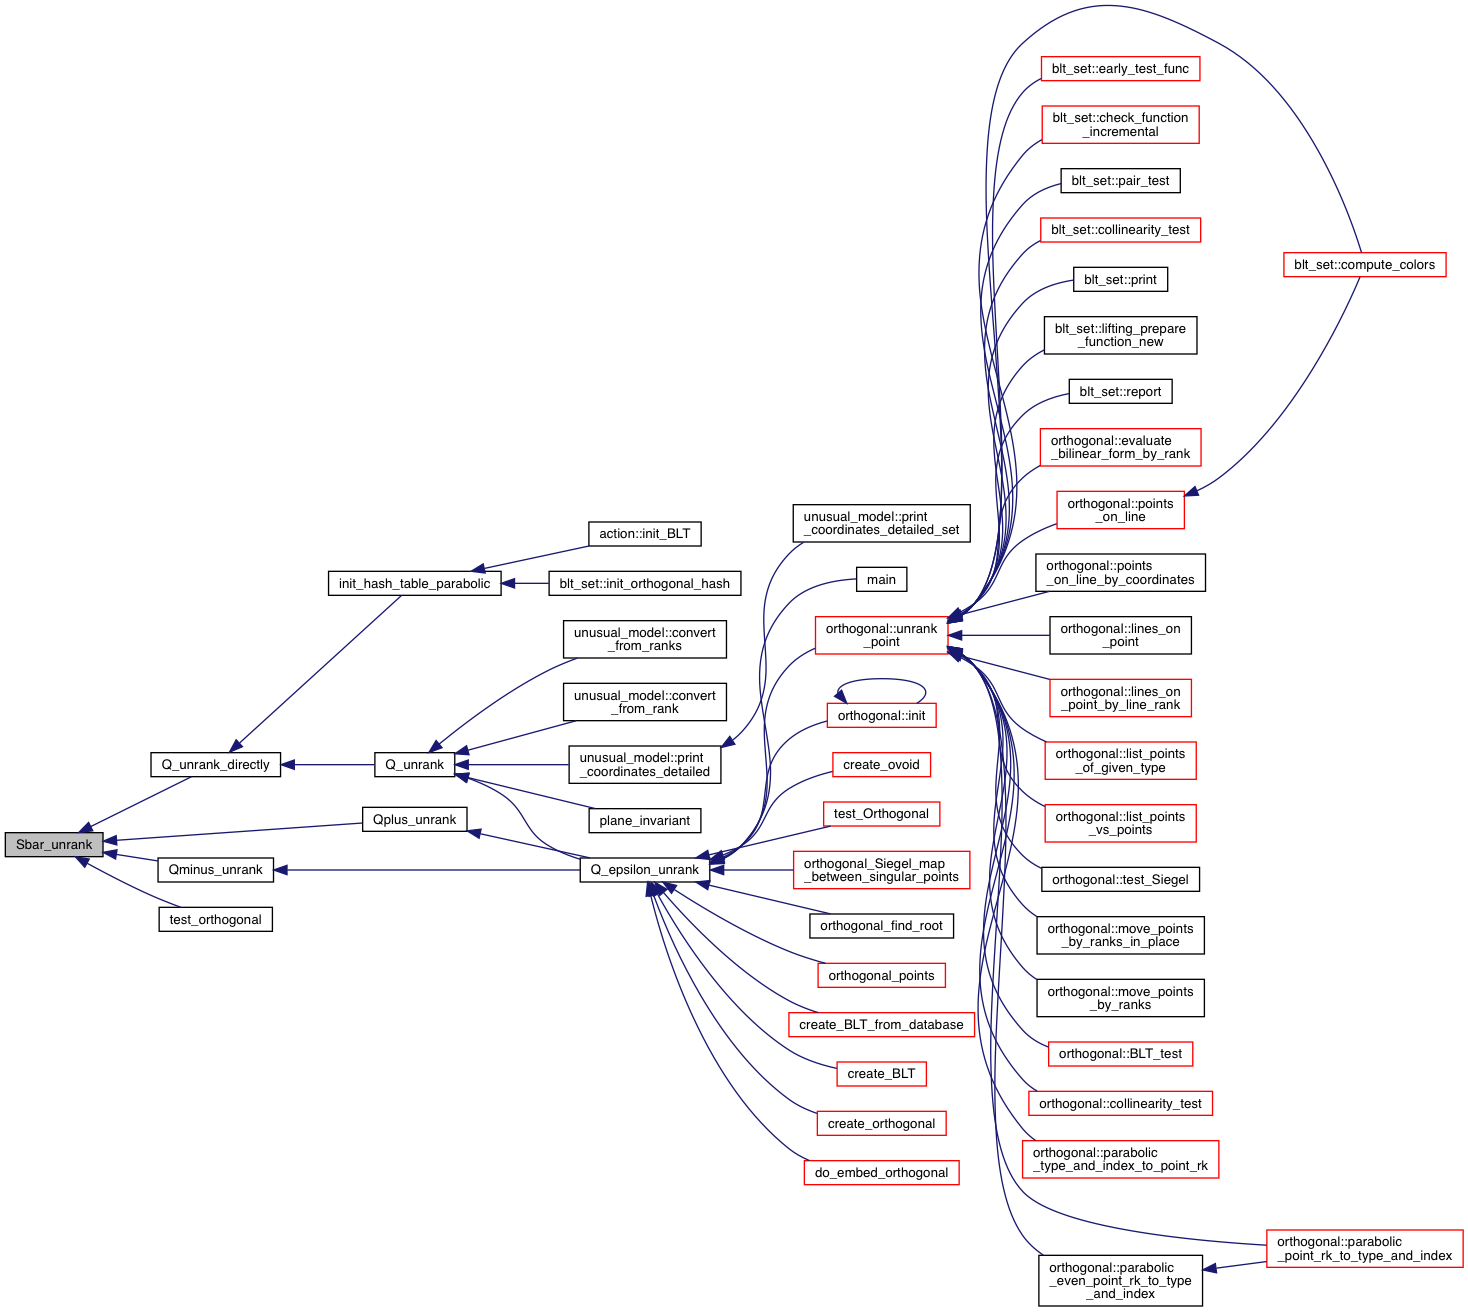 Sbar_unrank
Q_unrank_directly
Qplus_unrank
Qminus_unrank
test_orthogonal
init_hash_table_parabolic
Q_unrank
action::init_BLT
blt_set::init_orthogonal_hash
unusual_model::convert
_from_ranks
unusual_model::convert
_from_rank
unusual_model::print
_coordinates_detailed
plane_invariant
Q_epsilon_unrank
unusual_model::print
_coordinates_detailed_set
main
orthogonal::unrank
_point
orthogonal::init
create_ovoid
test_Orthogonal
orthogonal_Siegel_map
_between_singular_points
orthogonal_find_root
orthogonal_points
create_BLT_from_database
create_BLT
create_orthogonal
do_embed_orthogonal
blt_set::early_test_func
blt_set::check_function
_incremental
blt_set::pair_test
blt_set::collinearity_test
blt_set::print
blt_set::lifting_prepare
_function_new
blt_set::report
orthogonal::evaluate
_bilinear_form_by_rank
orthogonal::points
_on_line
orthogonal::points
_on_line_by_coordinates
orthogonal::lines_on
_point
orthogonal::lines_on
_point_by_line_rank
orthogonal::list_points
_of_given_type
orthogonal::list_points
_vs_points
orthogonal::test_Siegel
orthogonal::move_points
_by_ranks_in_place
orthogonal::move_points
_by_ranks
orthogonal::BLT_test
orthogonal::collinearity_test
orthogonal::parabolic
_type_and_index_to_point_rk
orthogonal::parabolic
_even_point_rk_to_type
_and_index
blt_set::compute_colors
orthogonal::parabolic
_point_rk_to_type_and_index